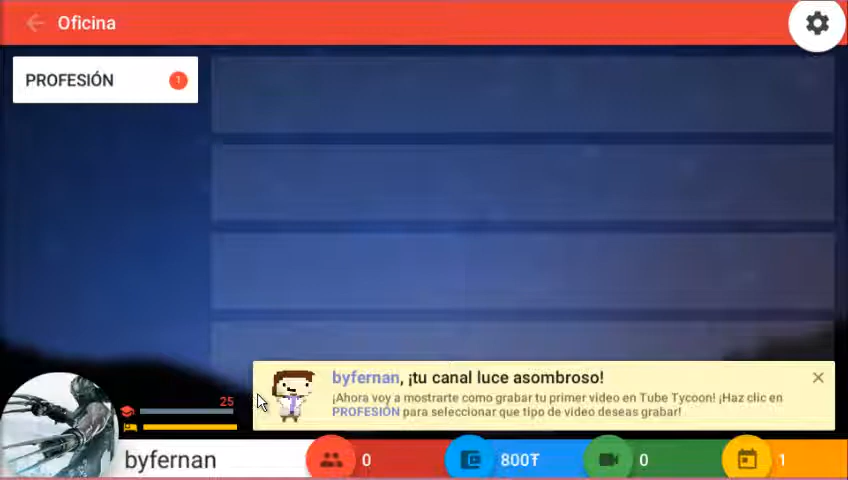 Oficina
PROFESIÓN
1
byfernan, ¡tu canal luce asombroso!
¡Ahora voy a mostrarte como grabar tu primer video en Tube Tycoon! ¡Haz clic en
PROFESIÓN para seleccionar que tipo de video deseas grabar!
25
byfernan
0
800₸
0
1